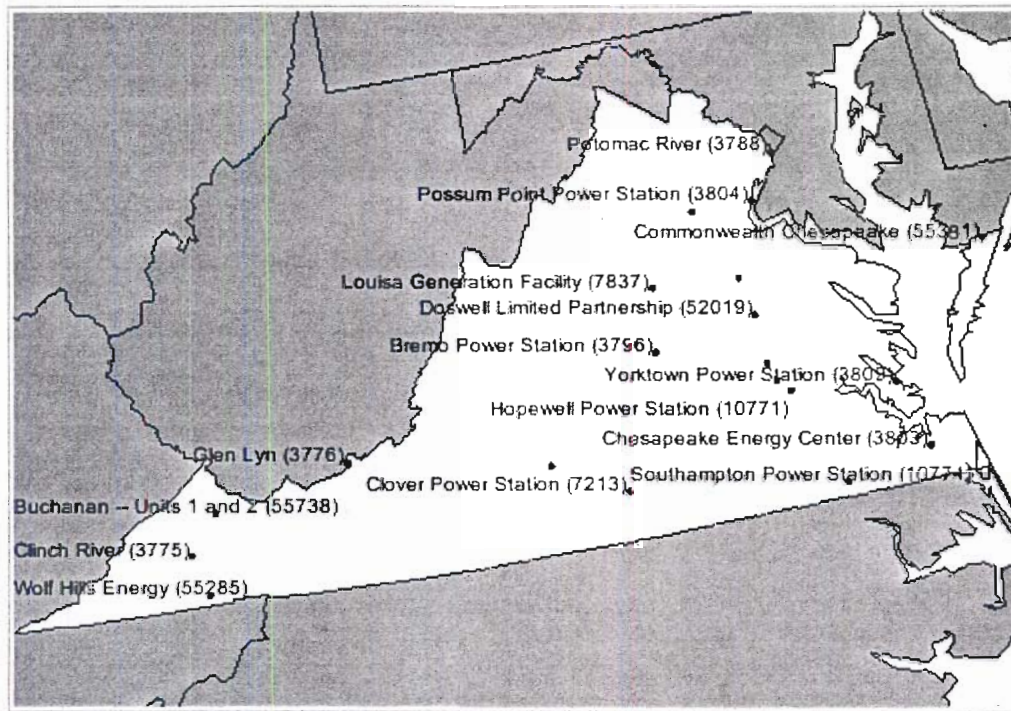 Potomac River (3788)
Possum Point Power Station (3804)
Commonwealth Chesapeake (55381)
Louisa Generation Facility (7837)
Doswell Limited Partnership (52019)
Bremo Power Station (3796)
Yorktown Power Station (3809)
Hopewell Power Station (10771)
Chesapeake Energy Center (3803)
Glen Lyn (3776)
Southampton Power Station (10774)
Clover Power Station (7213)
Buchanan -- Units 1 and 2 (55738)
Clinch River (3775)
Wolf Hills Energy (55285)